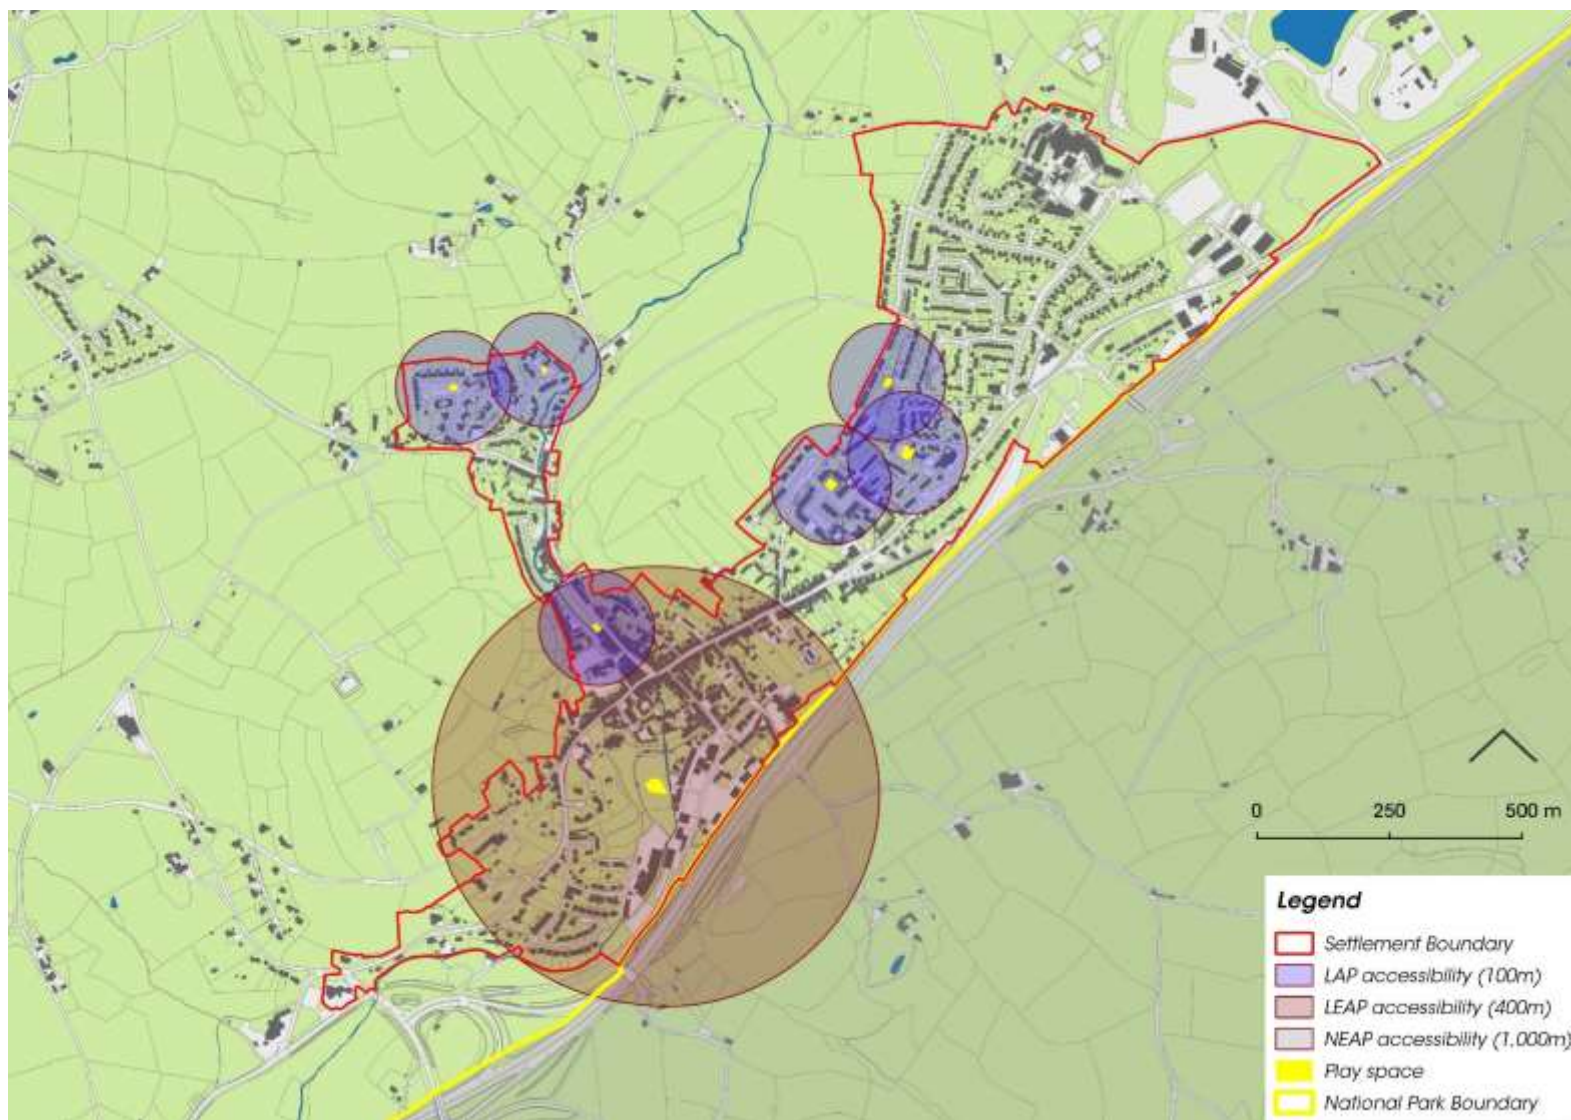 0 250 500 m
Legend
Settlement Boundary
LAP accessibility (100m)
LEAP accessibility (400m)
NEAP accessibility (1,000m)
Play space
National Park Boundary